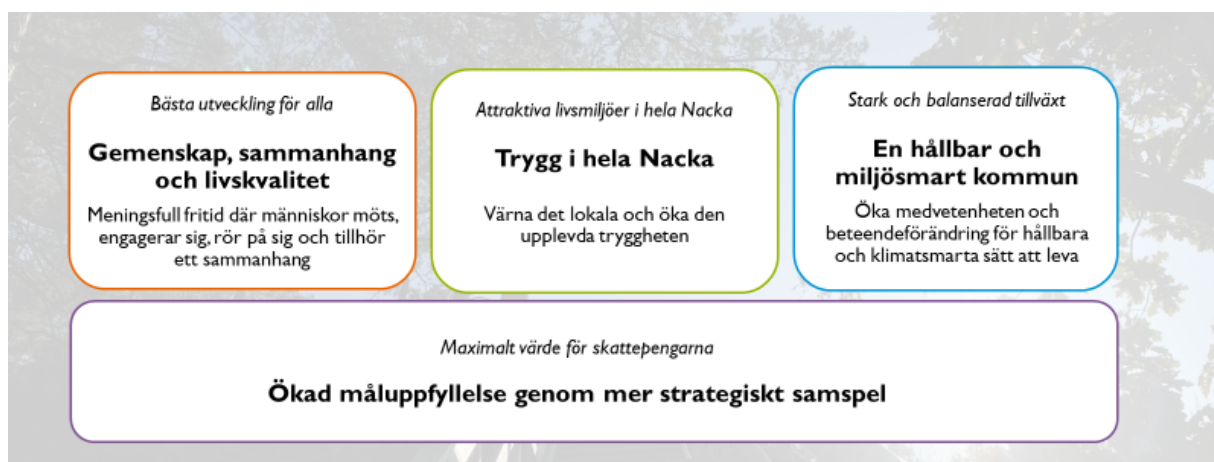 Bästa utveckling för alla
Gemenskap, sammanhang
och livskvalitet
Meningsfull fritid där människor möts,
engagerar sig, rör på sig och tillhör
ett sammanhang
Attraktiva livsmiljöer i hela Nacka
Trygg i hela Nacka
Värna det lokala och öka den
upplevda tryggheten
Stark och balanserad tillväxt
En hållbar och
miljösmart kommun
Öka medvetenheten och
beteendeförändring för hållbara
och klimatsmarta sätt att leva
Maximalt värde för skattepengarna
Ökad måluppfyllelse genom mer strategiskt samspel